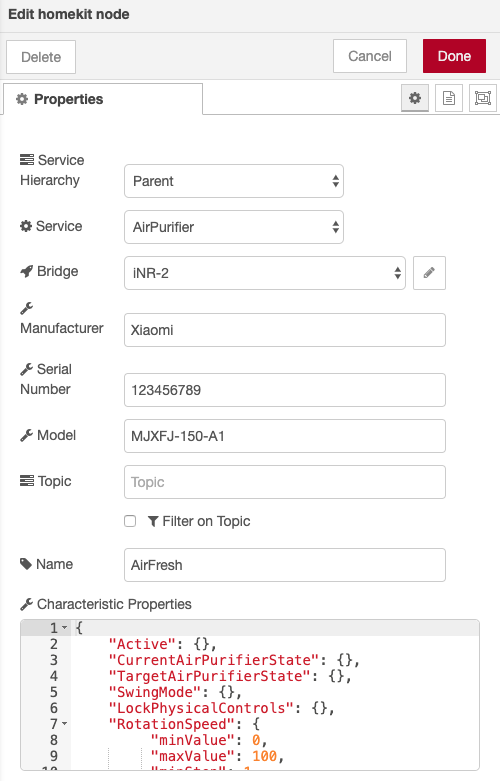 Edit homekit node
Delete
Cancel
Done
Properties
Service
Hierarchy
Parent
Service
AirPurifier
Bridge
iNR-2
Manufacturer
Xiaomi
Serial
Number
123456789
Model
MJXFJ-150-A1
Topic
Topic
Filter on Topic
Name
AirFresh
Characteristic Properties
1 {
2 "Active": {},
3 "CurrentAirPurifierState": {},
4 "TargetAirPurifierState": {},
5 "SwingMode": {},
6 "LockPhysicalControls": {},
7 "RotationSpeed": {
8 "minValue": 0,
9 "maxValue": 100,
10 "minStep": 1